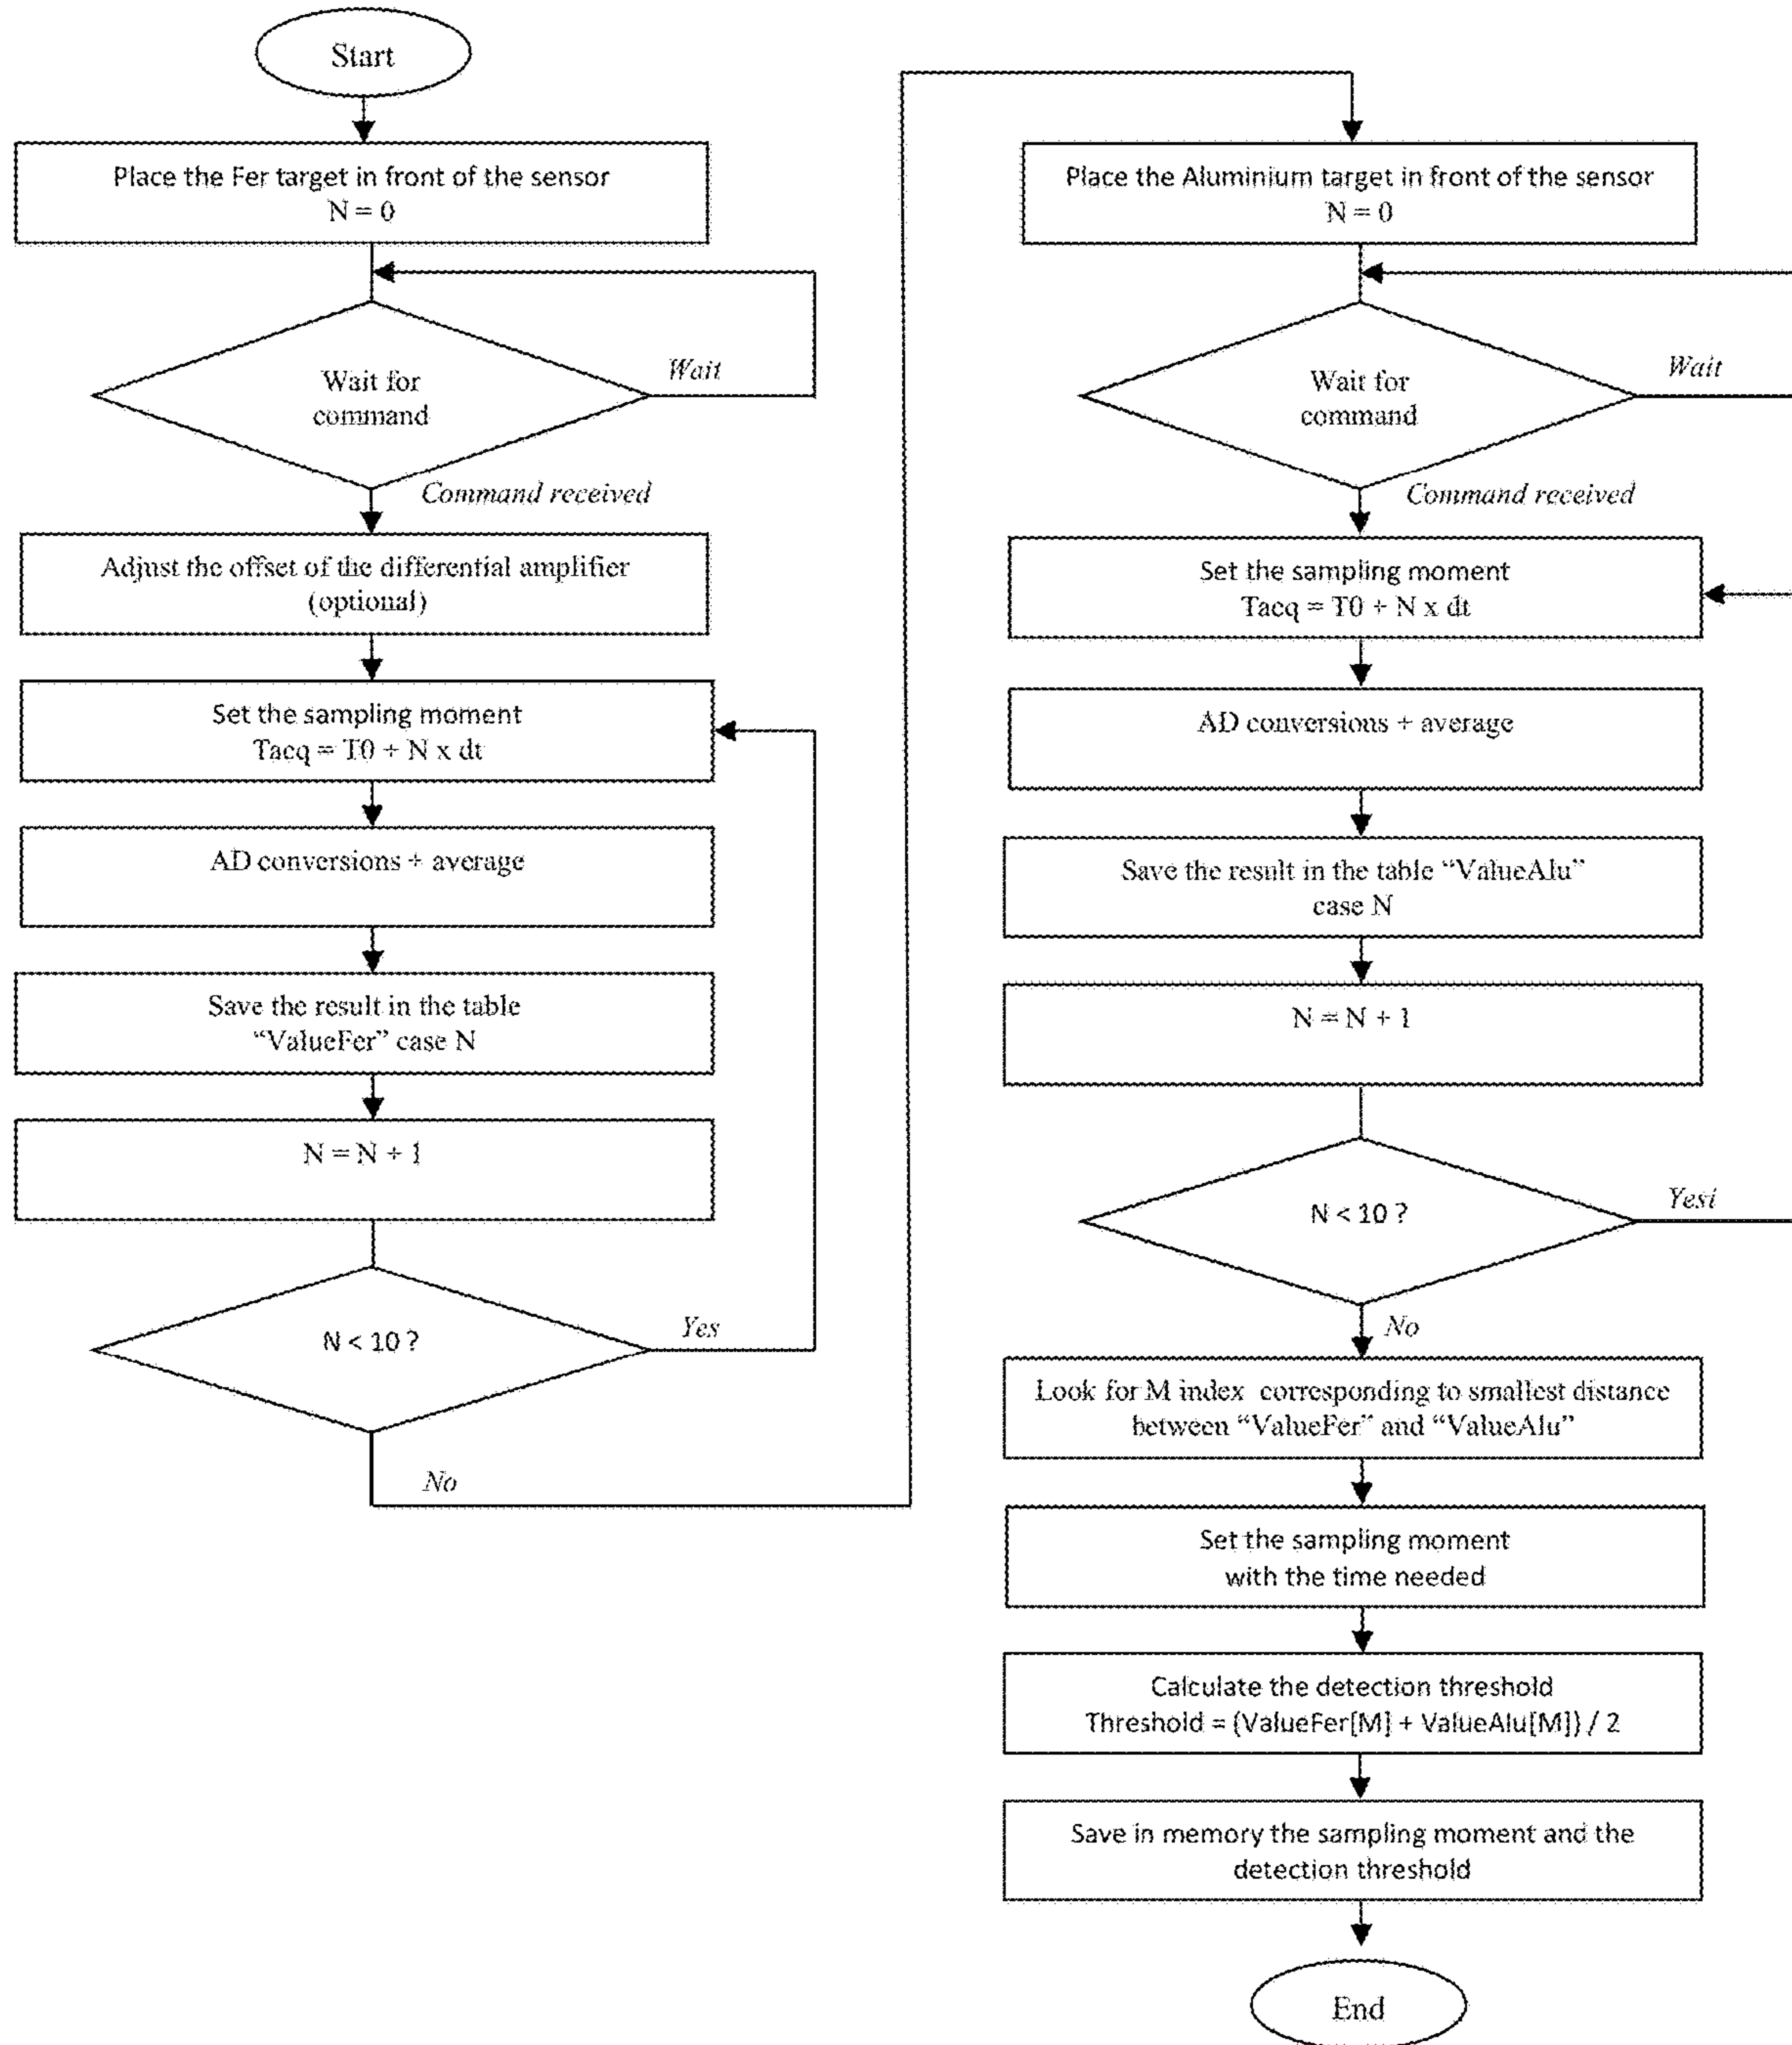 Start
Place the Fer target in front of the sensor
N = 0
Wait for
command
Wait
Command received
Adjust the offset of the differential amplifier
(optional)
Set the sampling moment
Tacq = T0 + N x dt
AD conversions + average
Save the result in the table
“ValueFer” case N
N = N + 1
N < 10 ?
Yes
No
Place the Aluminium target in front of the sensor
N = 0
Wait for
command
Wait
Command received
Set the sampling moment
Tacq = T0 + N x dt
AD conversions + average
Save the result in the table “ValueAlu”
case N
N = N + 1
N < 10 ?
Yesi
No
Look for M index corresponding to smallest distance
between “ValueFer” and “ValueAlu”
Set the sampling moment
with the time needed
Calculate the detection threshold
Threshold = (ValueFer[M] + ValueAlu[M]) / 2
Save in memory the sampling moment and the
detection threshold
End